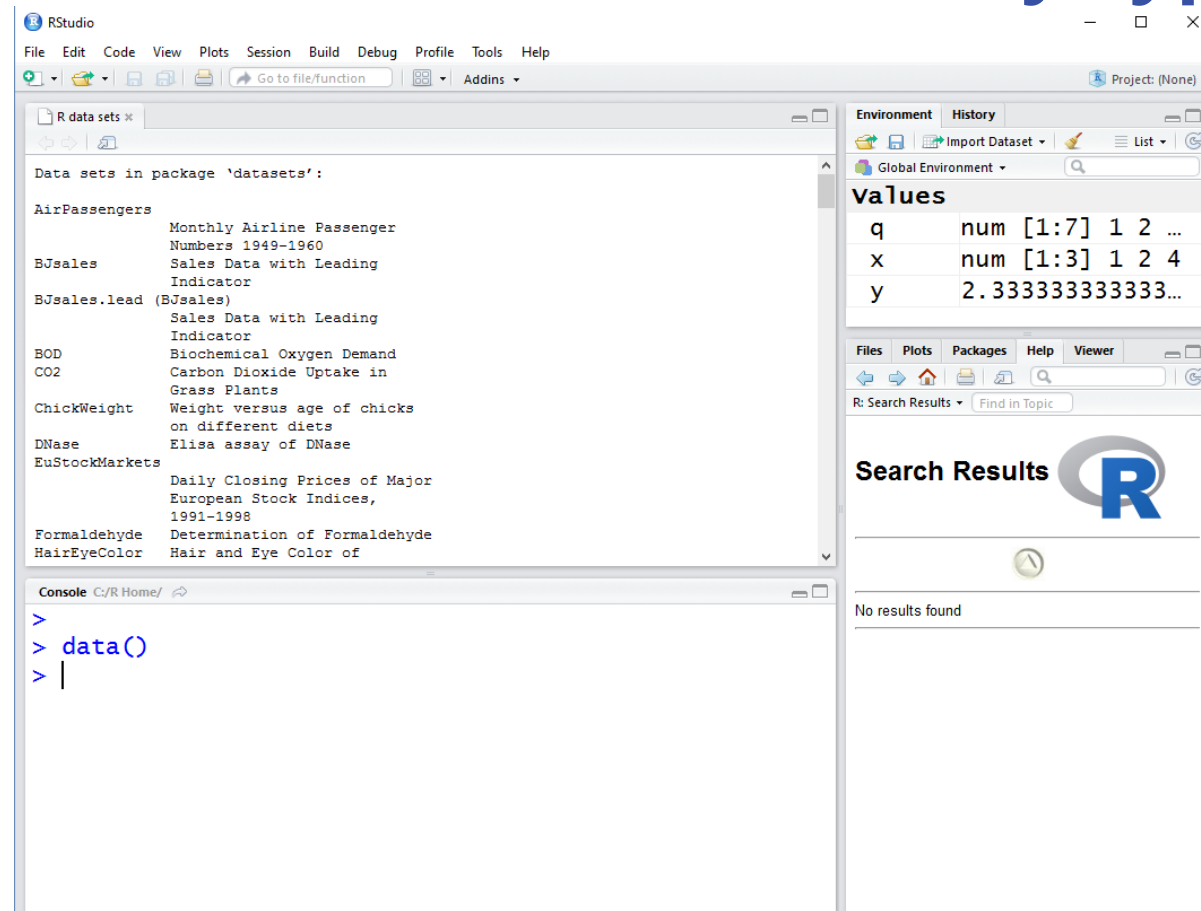 RStudio
File Edit Code View Plots Session Build Debug Profile Tools Help
Go to file/function Addins Project: (None)
R data sets
Data sets in package ‘datasets’:
AirPassengers
Monthly Airline Passenger
Numbers 1949-1960
BJsales Sales Data with Leading
Indicator
BJsales.lead (BJsales)
Sales Data with Leading
Indicator
BOD Biochemical Oxygen Demand
CO2 Carbon Dioxide Uptake in
Grass Plants
ChickWeight Weight versus age of chicks
on different diets
DNase Elisa assay of DNase
EuStockMarkets
Daily Closing Prices of Major
European Stock Indices,
1991-1998
Formaldehyde Determination of Formaldehyde
HairEyeColor Hair and Eye Color of
Console C:/R Home/
>
> data()
>
Environment History
Import Dataset List
Global Environment
Values
q num [1:7] 1 2 …
x num [1:3] 1 2 4
y 2.333333333333…
Files Plots Packages Help Viewer
R: Search Results Find in Topic
Search Results R
No results found